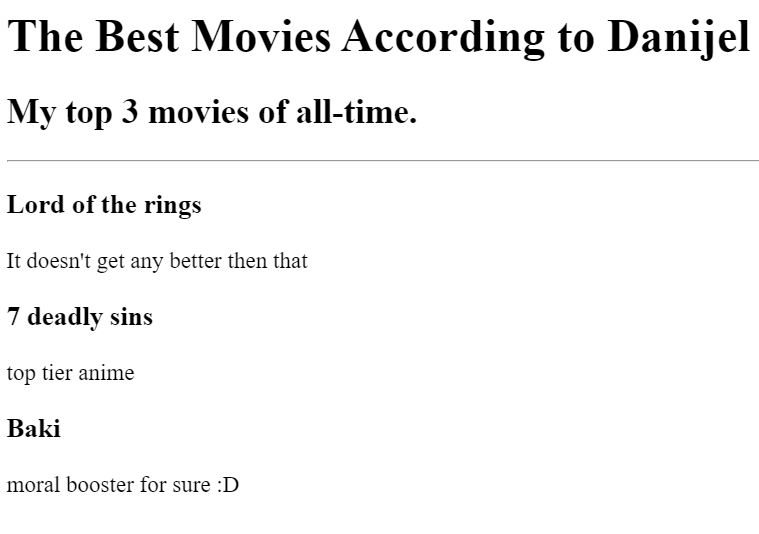 The Best Movies According to Danijel
My top 3 movies of all-time.
Lord of the rings
It doesn't get any better then that
7 deadly sins
top tier anime
Baki
moral booster for sure :D